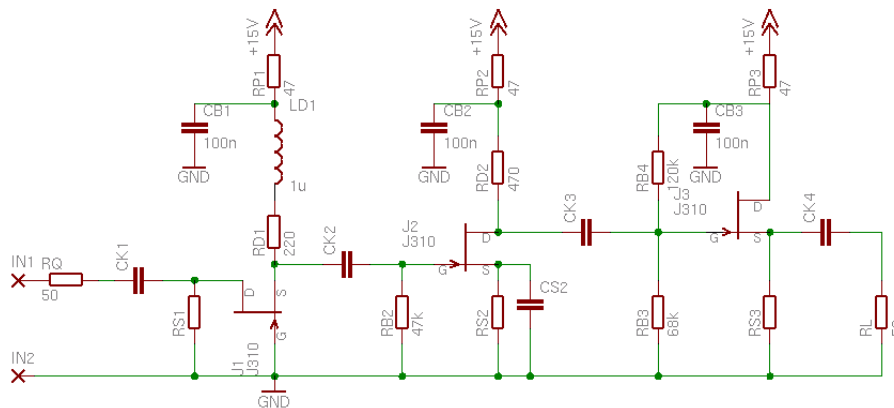 +15V
RP1
47
LD1
CB1
100n
GND
1u
RD1
220
IN1
RQ
50
CK1
RS1
D
S
G
J1
J310
IN2
GND
CK2
+15V
RP2
47
CB2
100n
GND
RD2
470
J2
J310
D
G
S
RB2
47k
RS2
CS2
CK3
+15V
RP3
47
CB3
100n
GND
RB4
120k
J3
J310
D
G
S
CK4
RB3
68k
RS3
RL